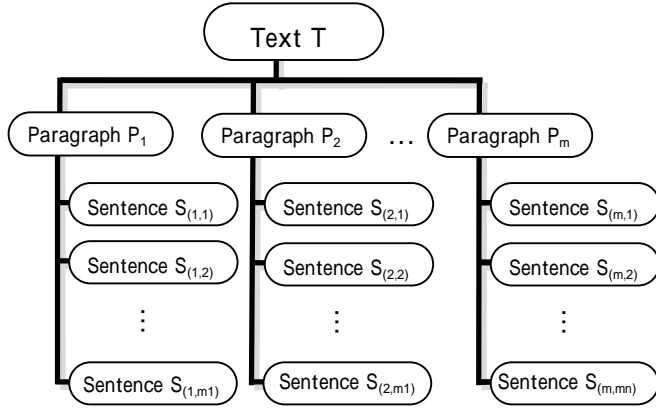 Text T
Paragraph P1 Paragraph P2 … Paragraph Pm
Sentence S(1,1) Sentence S(2,1) Sentence S(m,1)
Sentence S(1,2) Sentence S(2,2) Sentence S(m,2)
⋮ ⋮ ⋮
Sentence S(1,m1) Sentence S(2,m1) Sentence S(m,mn)